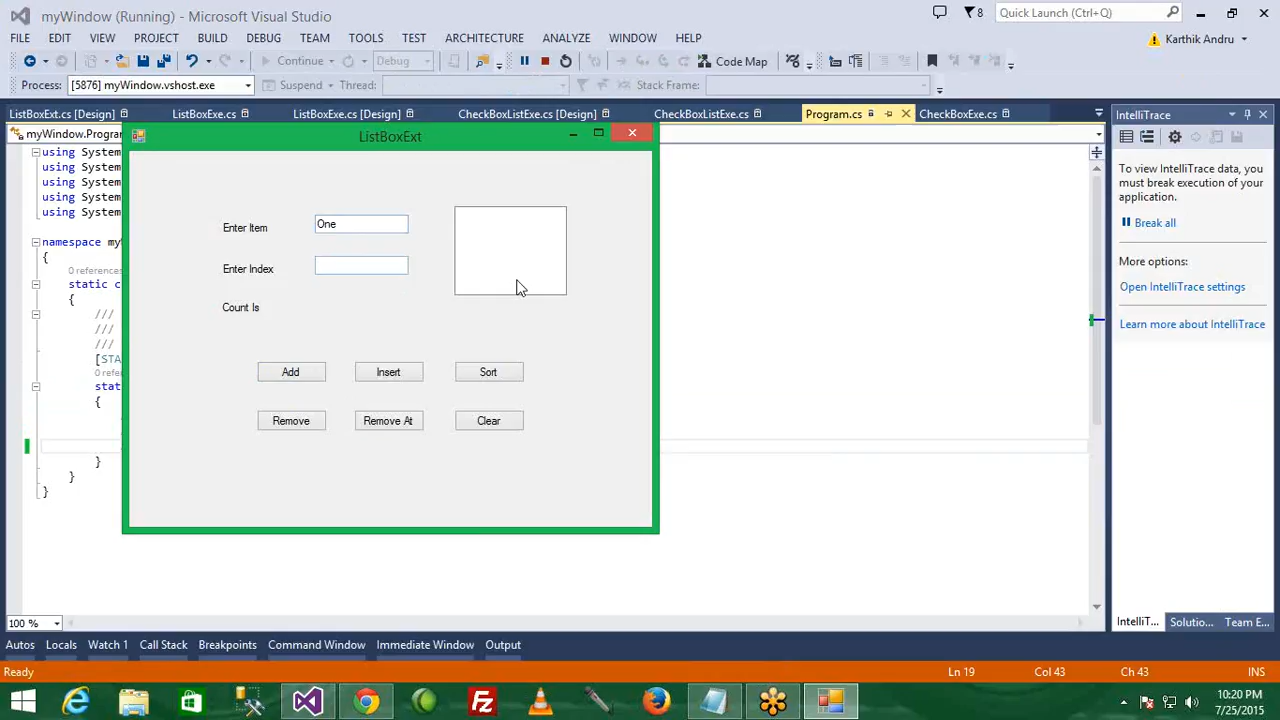 myWindow (Running) - Microsoft Visual Studio
8
Quick Launch (Ctrl+Q)
FILE EDIT VIEW PROJECT BUILD DEBUG TEAM TOOLS TEST ARCHITECTURE ANALYZE WINDOW HELP
Karthik Andru
Continue
Debug
Code Map
Process: [5876] myWindow.vshost.exe
Suspend
Thread:
Stack Frame:
ListBoxExt.cs [Design]
ListBoxExe.cs
ListBoxExe.cs [Design]
CheckBoxListExe.cs [Design]
CheckBoxListExe.cs
Program.cs
CheckBoxExe.cs
IntelliTrace
myWindow.Program
ListBoxExt
using System
using System
using System
using System
using System
To view IntelliTrace data, you
must break execution of your
application.
Break all
Enter Item One
namespace my
{
0 references
static c
{
///
///
///
[STA
0 refer
stat
{
}
}
}
Enter Index
Count Is
Add Insert Sort
Remove Remove At Clear
More options:
Open IntelliTrace settings
Learn more about IntelliTrace
100 %
IntelliT... Solutio... Team E...
Autos Locals Watch 1 Call Stack Breakpoints Command Window Immediate Window Output
Ready
Ln 19
Col 43
Ch 43
INS
10:20 PM
7/25/2015